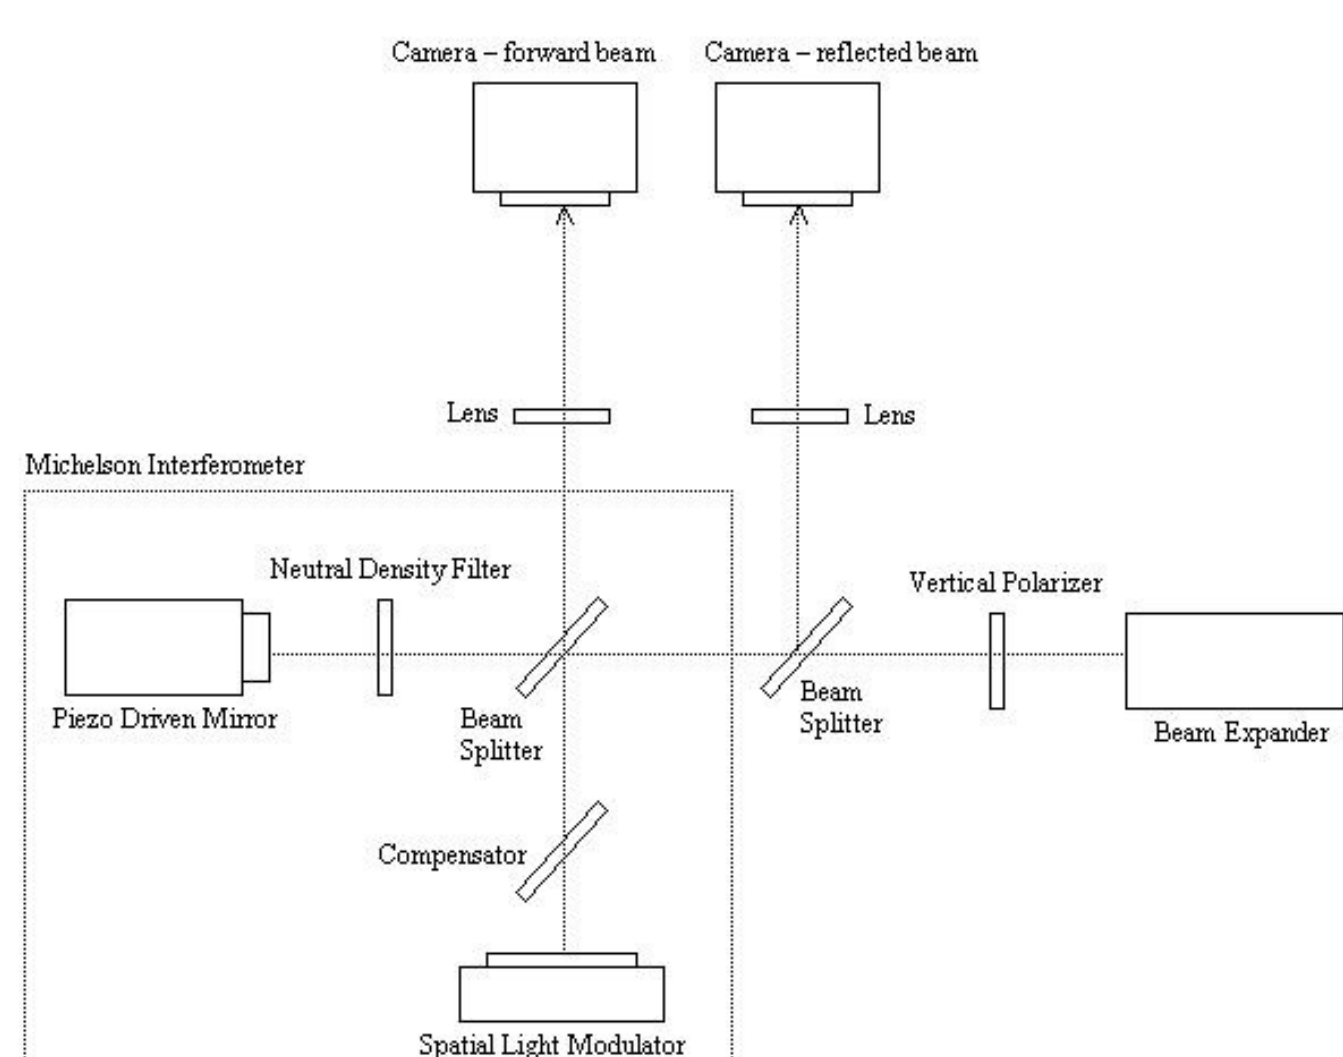 Camera – forward beam
Camera – reflected beam
Lens
Lens
Michelson Interferometer
Neutral Density Filter
Vertical Polarizer
Piezo Driven Mirror
Beam
Splitter
Beam
Splitter
Beam Expander
Compensator
Spatial Light Modulator